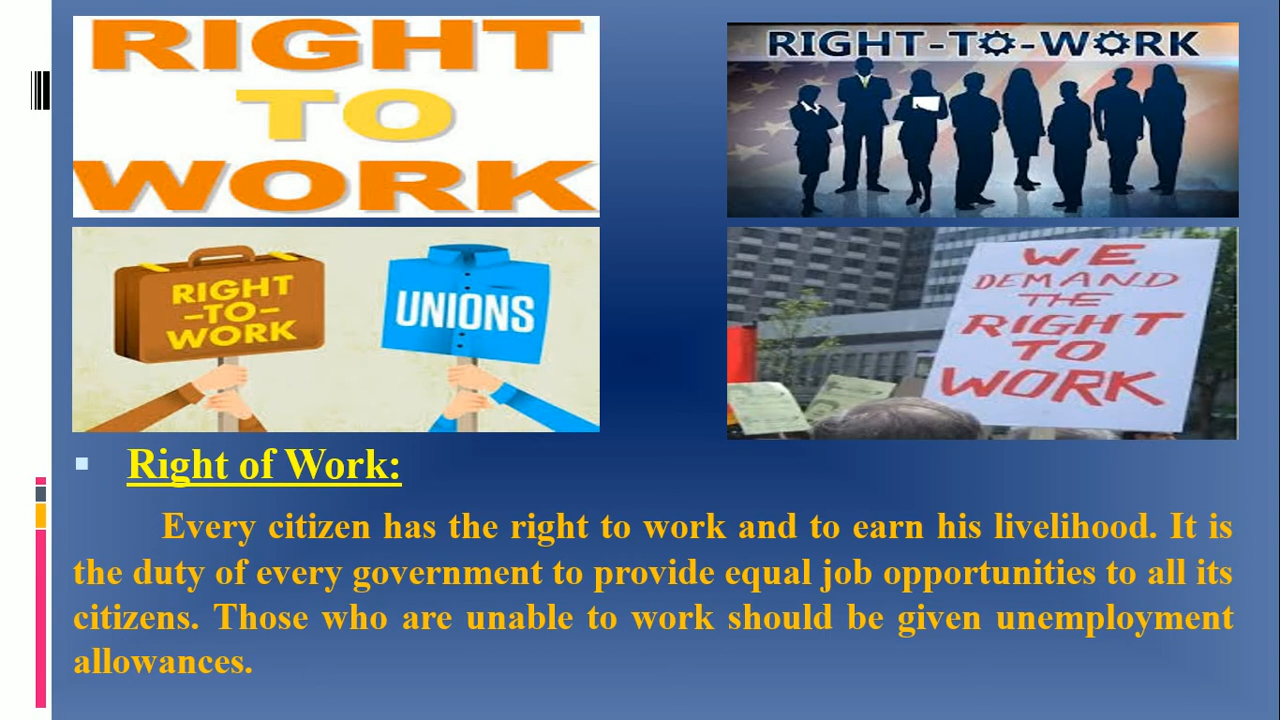 RIGHT
TO
WORK
RIGHT-TO-WORK
RIGHT
-TO-
WORK
UNIONS
WE
DEMAND
THE
RIGHT
TO
WORK
Right of Work:
Every citizen has the right to work and to earn his livelihood. It is
the duty of every government to provide equal job opportunities to all its
citizens. Those who are unable to work should be given unemployment
allowances.